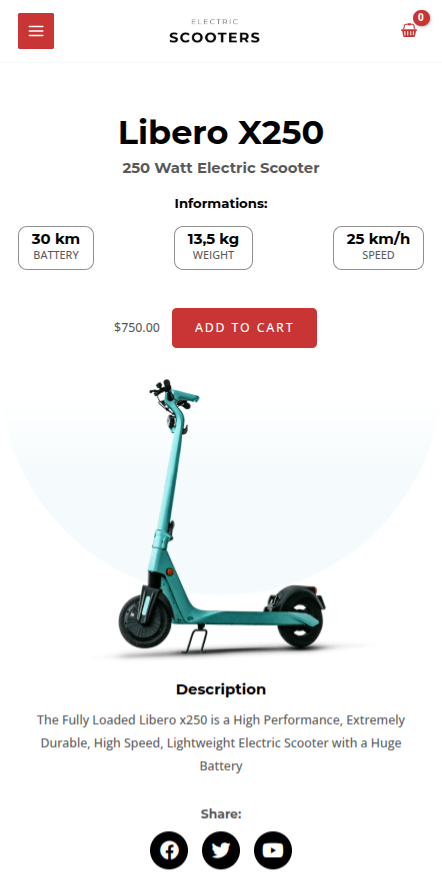 ELECTRIC
SCOOTERS
0
Libero X250
250 Watt Electric Scooter
Informations:
30 km
BATTERY
13,5 kg
WEIGHT
25 km/h
SPEED
$750.00
ADD TO CART
Description
The Fully Loaded Libero x250 is a High Performance, Extremely
Durable, High Speed, Lightweight Electric Scooter with a Huge
Battery
Share: